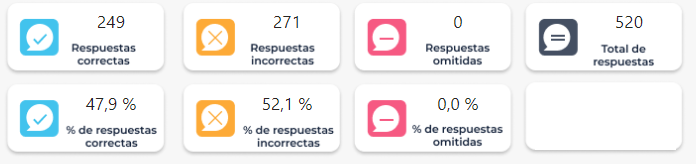 249
Respuestas
correctas
271
Respuestas
incorrectas
0
Respuestas
omitidas
520
Total de
respuestas
47,9 %
% de respuestas
correctas
52,1 %
% de respuestas
incorrectas
0,0 %
% de respuestas
omitidas